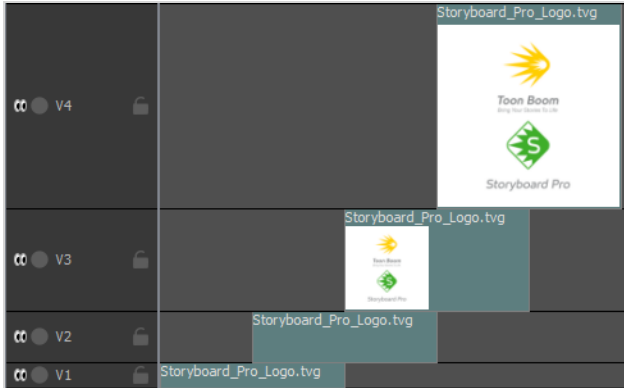 Storyboard_Pro_Logo.tvg
Toon Boom
Bring Your Stories To Life
S
Storyboard Pro
V4
Storyboard_Pro_Logo.tvg
Toon Boom
S
Storyboard Pro
V3
Storyboard_Pro_Logo.tvg
V2
Storyboard_Pro_Logo.tvg
V1